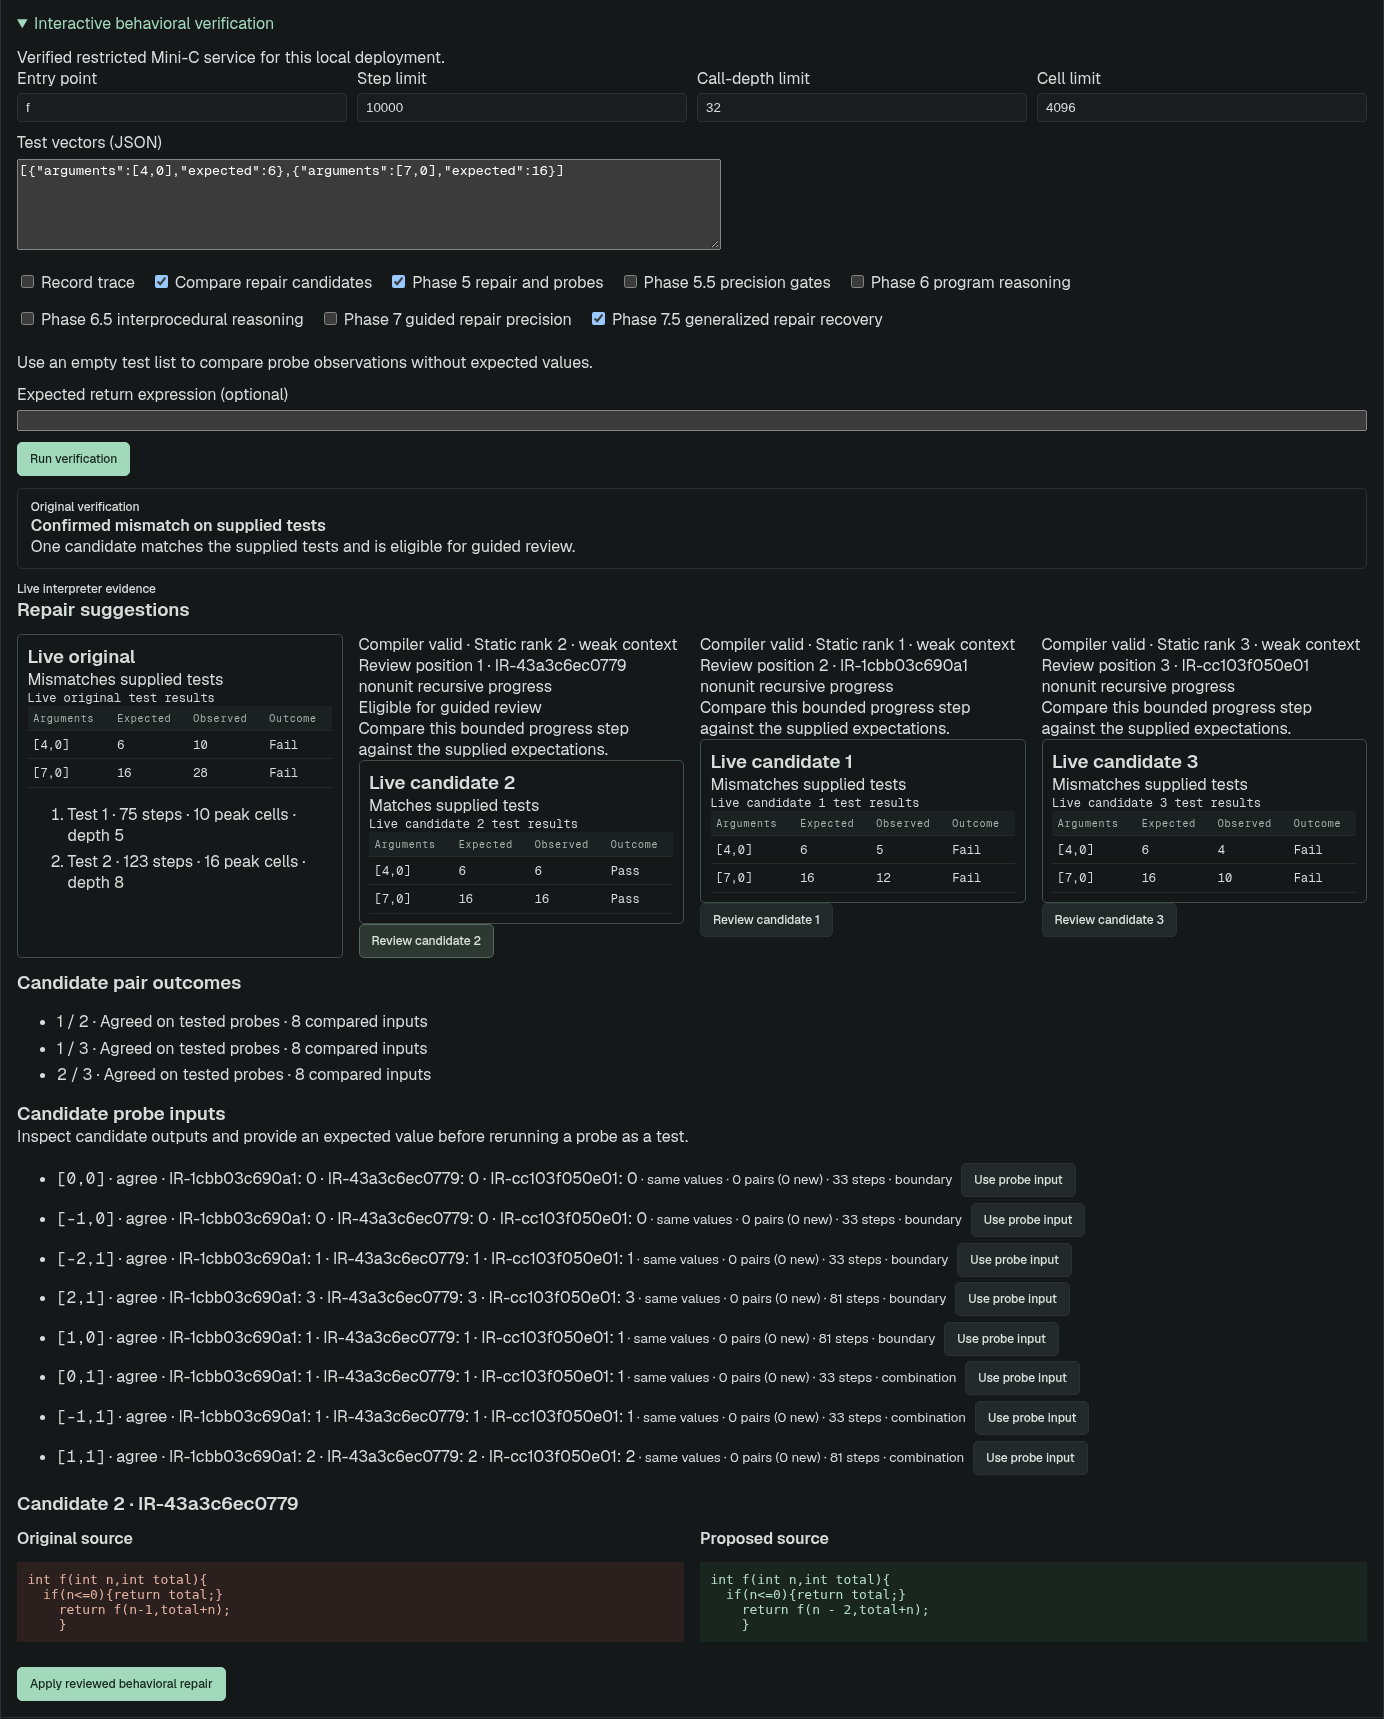 ▼ Interactive behavioral verification
Verified restricted Mini-C service for this local deployment.
Entry point
Step limit
Call-depth limit
Cell limit
f
10000
32
4096
Test vectors (JSON)
[{"arguments":[4,0],"expected":6},{"arguments":[7,0],"expected":16}]
Record trace
Compare repair candidates
Phase 5 repair and probes
Phase 5.5 precision gates
Phase 6 program reasoning
Phase 6.5 interprocedural reasoning
Phase 7 guided repair precision
Phase 7.5 generalized repair recovery
Use an empty test list to compare probe observations without expected values.
Expected return expression (optional)
Run verification
Original verification
Confirmed mismatch on supplied tests
One candidate matches the supplied tests and is eligible for guided review.
Live interpreter evidence
Repair suggestions
Live original
Mismatches supplied tests
Live original test results
Arguments Expected Observed Outcome
[4,0] 6 10 Fail
[7,0] 16 28 Fail
1. Test 1 · 75 steps · 10 peak cells ·
depth 5
2. Test 2 · 123 steps · 16 peak cells ·
depth 8
Compiler valid · Static rank 2 · weak context
Review position 1 · IR-43a3c6ec0779
nonunit recursive progress
Eligible for guided review
Compare this bounded progress step
against the supplied expectations.
Live candidate 2
Matches supplied tests
Live candidate 2 test results
Arguments Expected Observed Outcome
[4,0] 6 6 Pass
[7,0] 16 16 Pass
Review candidate 2
Compiler valid · Static rank 1 · weak context
Review position 2 · IR-1cbb03c690a1
nonunit recursive progress
Compare this bounded progress step
against the supplied expectations.
Live candidate 1
Mismatches supplied tests
Live candidate 1 test results
Arguments Expected Observed Outcome
[4,0] 6 5 Fail
[7,0] 16 12 Fail
Review candidate 1
Compiler valid · Static rank 3 · weak context
Review position 3 · IR-cc103f050e01
nonunit recursive progress
Compare this bounded progress step
against the supplied expectations.
Live candidate 3
Mismatches supplied tests
Live candidate 3 test results
Arguments Expected Observed Outcome
[4,0] 6 4 Fail
[7,0] 16 10 Fail
Review candidate 3
Candidate pair outcomes
• 1 / 2 · Agreed on tested probes · 8 compared inputs
• 1 / 3 · Agreed on tested probes · 8 compared inputs
• 2 / 3 · Agreed on tested probes · 8 compared inputs
Candidate probe inputs
Inspect candidate outputs and provide an expected value before rerunning a probe as a test.
• [0,0] · agree · IR-1cbb03c690a1: 0 · IR-43a3c6ec0779: 0 · IR-cc103f050e01: 0 · same values · 0 pairs (0 new) · 33 steps · boundary Use probe input
• [-1,0] · agree · IR-1cbb03c690a1: 0 · IR-43a3c6ec0779: 0 · IR-cc103f050e01: 0 · same values · 0 pairs (0 new) · 33 steps · boundary Use probe input
• [-2,1] · agree · IR-1cbb03c690a1: 1 · IR-43a3c6ec0779: 1 · IR-cc103f050e01: 1 · same values · 0 pairs (0 new) · 33 steps · boundary Use probe input
• [2,1] · agree · IR-1cbb03c690a1: 3 · IR-43a3c6ec0779: 3 · IR-cc103f050e01: 3 · same values · 0 pairs (0 new) · 81 steps · boundary Use probe input
• [1,0] · agree · IR-1cbb03c690a1: 1 · IR-43a3c6ec0779: 1 · IR-cc103f050e01: 1 · same values · 0 pairs (0 new) · 81 steps · boundary Use probe input
• [0,1] · agree · IR-1cbb03c690a1: 1 · IR-43a3c6ec0779: 1 · IR-cc103f050e01: 1 · same values · 0 pairs (0 new) · 33 steps · combination Use probe input
• [-1,1] · agree · IR-1cbb03c690a1: 1 · IR-43a3c6ec0779: 1 · IR-cc103f050e01: 1 · same values · 0 pairs (0 new) · 33 steps · combination Use probe input
• [1,1] · agree · IR-1cbb03c690a1: 2 · IR-43a3c6ec0779: 2 · IR-cc103f050e01: 2 · same values · 0 pairs (0 new) · 81 steps · combination Use probe input
Candidate 2 · IR-43a3c6ec0779
Original source
int f(int n,int total){
if(n<=0){return total;}
return f(n-1,total+n);
}
Proposed source
int f(int n,int total){
if(n<=0){return total;}
return f(n - 2,total+n);
}
Apply reviewed behavioral repair